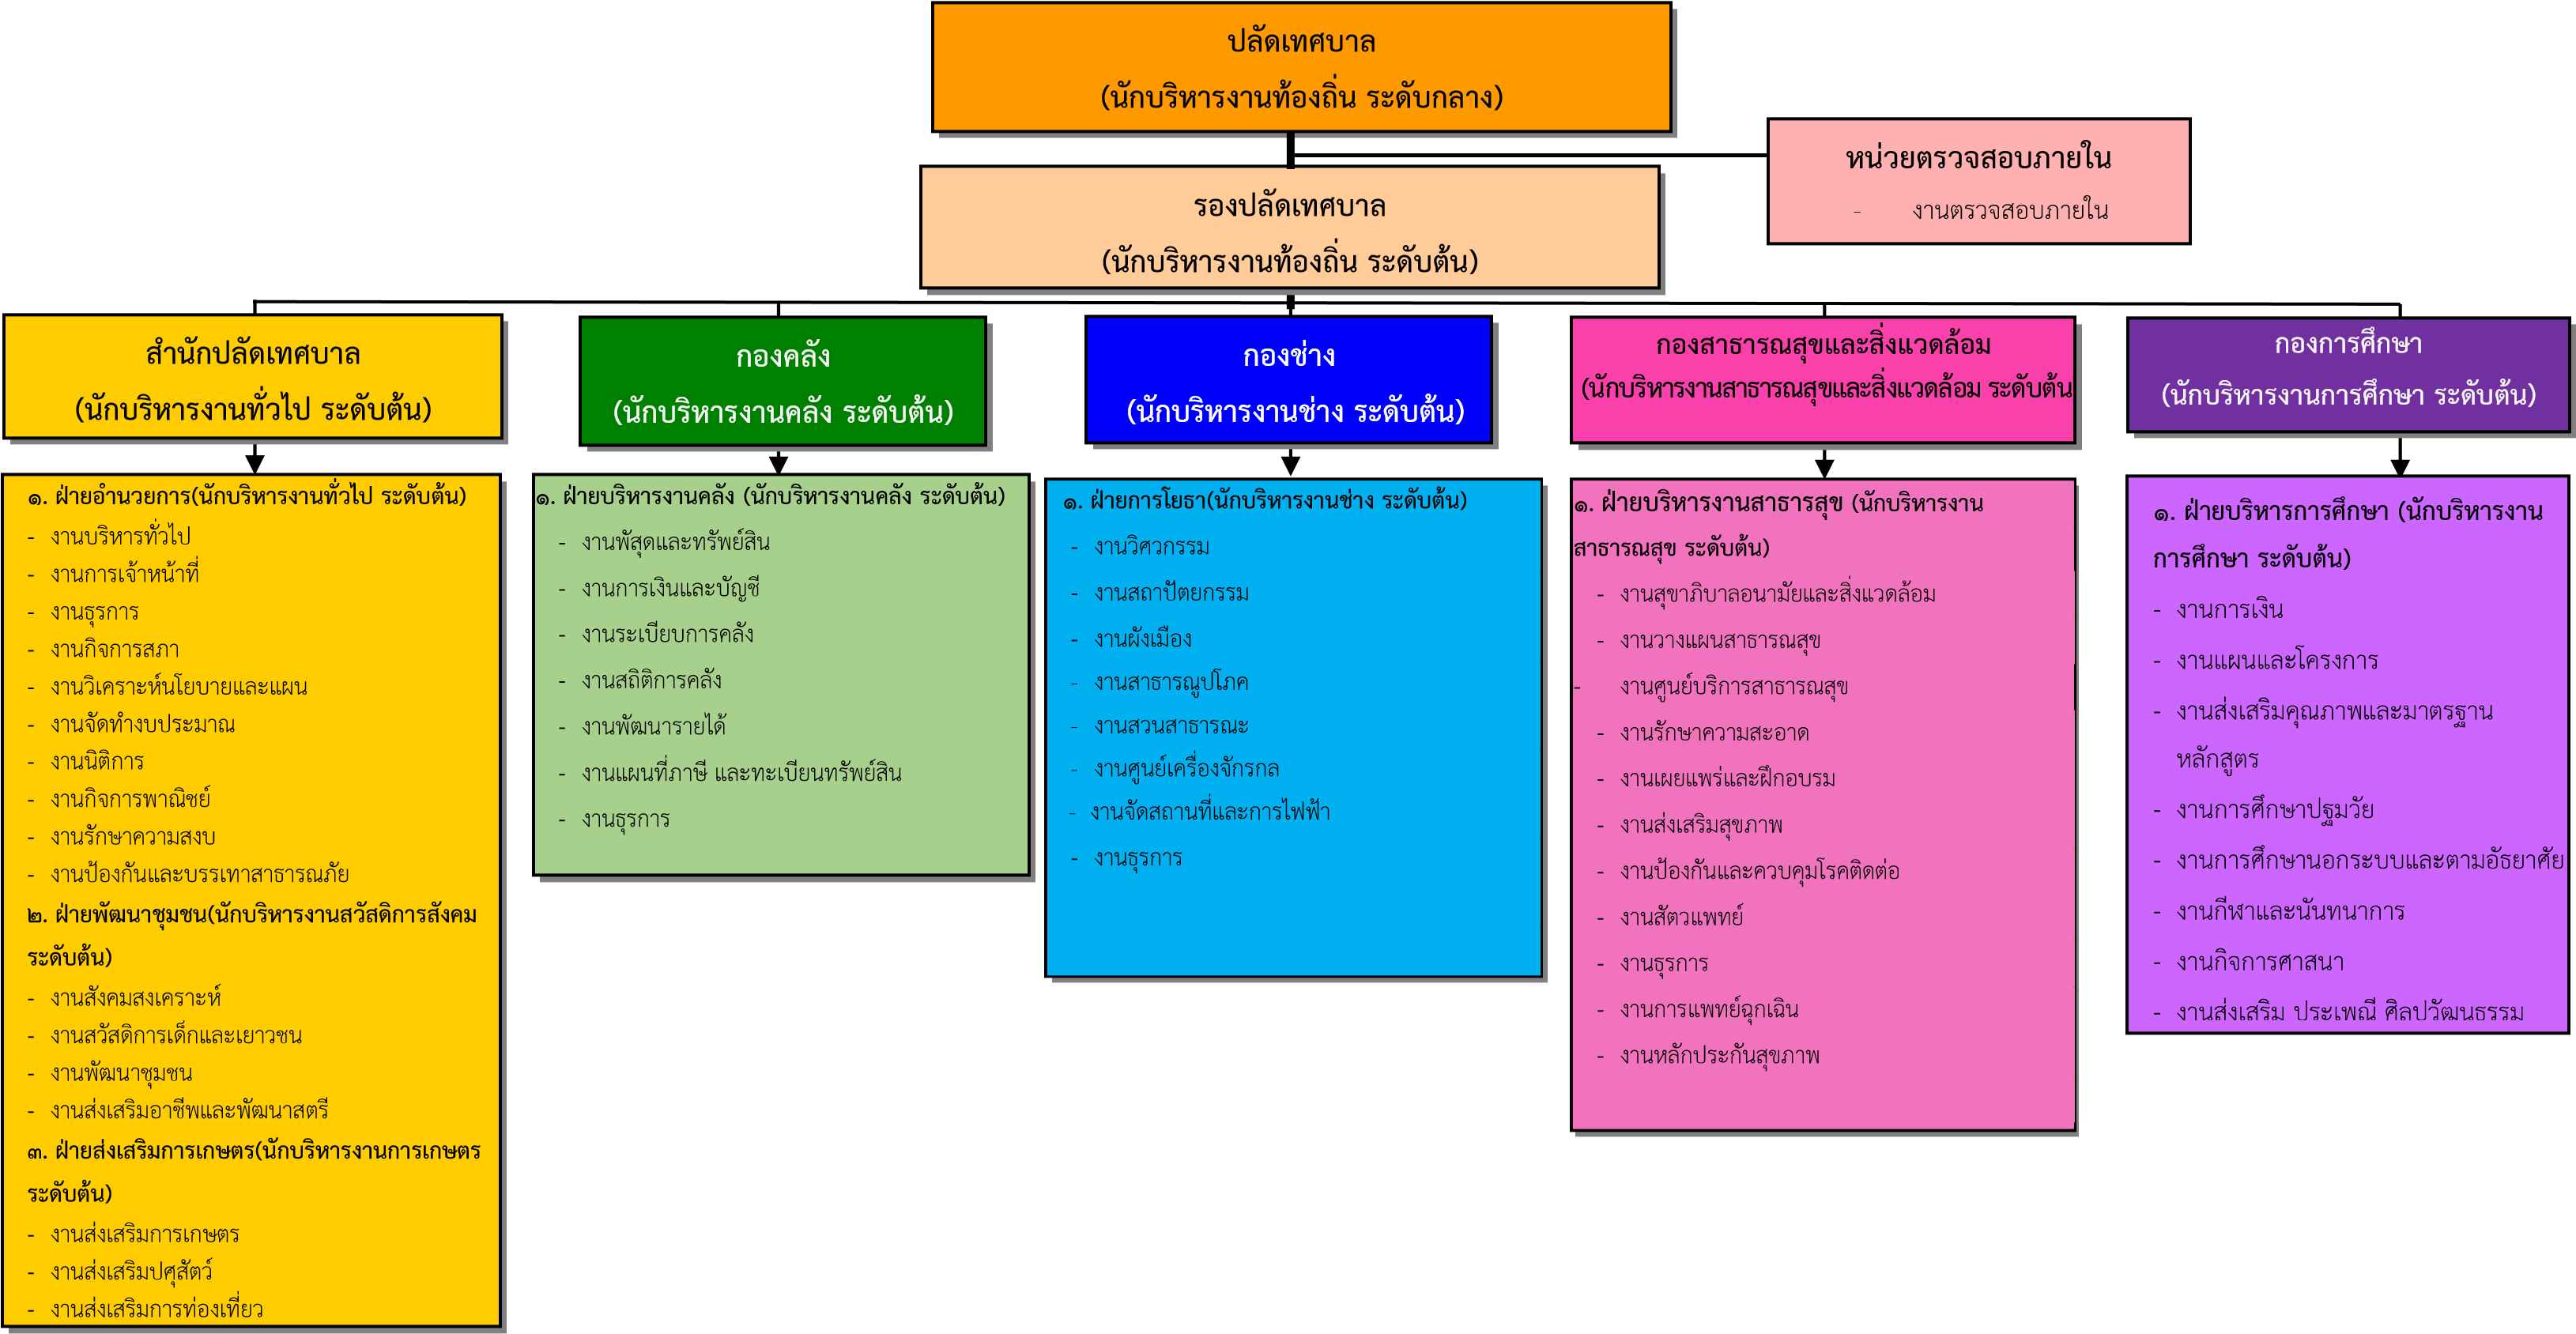 ปลัดเทศบาล
(นักบริหารงานท้องถิ่น ระดับกลาง)
หน่วยตรวจสอบภายใน
- งานตรวจสอบภายใน
รองปลัดเทศบาล
(นักบริหารงานท้องถิ่น ระดับต้น)
สำนักปลัดเทศบาล
(นักบริหารงานทั่วไป ระดับต้น)
๑. ฝ่ายอำนวยการ(นักบริหารงานทั่วไป ระดับต้น)
- งานบริหารทั่วไป
- งานการเจ้าหน้าที่
- งานธุรการ
- งานกิจการสภา
- งานวิเคราะห์นโยบายและแผน
- งานจัดทำงบประมาณ
- งานนิติการ
- งานกิจการพาณิชย์
- งานรักษาความสงบ
- งานป้องกันและบรรเทาสาธารณภัย
๒. ฝ่ายพัฒนาชุมชน(นักบริหารงานสวัสดิการสังคม
ระดับต้น)
- งานสังคมสงเคราะห์
- งานสวัสดิการเด็กและเยาวชน
- งานพัฒนาชุมชน
- งานส่งเสริมอาชีพและพัฒนาสตรี
๓. ฝ่ายส่งเสริมการเกษตร(นักบริหารงานการเกษตร
ระดับต้น)
- งานส่งเสริมการเกษตร
- งานส่งเสริมปศุสัตว์
- งานส่งเสริมการท่องเที่ยว
กองคลัง
(นักบริหารงานคลัง ระดับต้น)
๑. ฝ่ายบริหารงานคลัง (นักบริหารงานคลัง ระดับต้น)
- งานพัสุดและทรัพย์สิน
- งานการเงินและบัญชี
- งานระเบียบการคลัง
- งานสถิติการคลัง
- งานพัฒนารายได้
- งานแผนที่ภาษี และทะเบียนทรัพย์สิน
- งานธุรการ
กองช่าง
(นักบริหารงานช่าง ระดับต้น)
๑. ฝ่ายการโยธา(นักบริหารงานช่าง ระดับต้น)
- งานวิศวกรรม
- งานสถาปัตยกรรม
- งานผังเมือง
- งานสาธารณูปโภค
- งานสวนสาธารณะ
- งานศูนย์เครื่องจักรกล
- งานจัดสถานที่และการไฟฟ้า
- งานธุรการ
กองสาธารณสุขและสิ่งแวดล้อม
(นักบริหารงานสาธารณสุขและสิ่งแวดล้อม ระดับต้น
๑. ฝ่ายบริหารงานสาธารสุข (นักบริหารงาน
สาธารณสุข ระดับต้น)
- งานสุขาภิบาลอนามัยและสิ่งแวดล้อม
- งานวางแผนสาธารณสุข
- งานศูนย์บริการสาธารณสุข
- งานรักษาความสะอาด
- งานเผยแพร่และฝึกอบรม
- งานส่งเสริมสุขภาพ
- งานป้องกันและควบคุมโรคติดต่อ
- งานสัตวแพทย์
- งานธุรการ
- งานการแพทย์ฉุกเฉิน
- งานหลักประกันสุขภาพ
กองการศึกษา
(นักบริหารงานการศึกษา ระดับต้น)
๑. ฝ่ายบริหารการศึกษา (นักบริหารงาน
การศึกษา ระดับต้น)
- งานการเงิน
- งานแผนและโครงการ
- งานส่งเสริมคุณภาพและมาตรฐาน
หลักสูตร
- งานการศึกษาปฐมวัย
- งานการศึกษานอกระบบและตามอัธยาศัย
- งานกีฬาและนันทนาการ
- งานกิจการศาสนา
- งานส่งเสริม ประเพณี ศิลปวัฒนธรรม